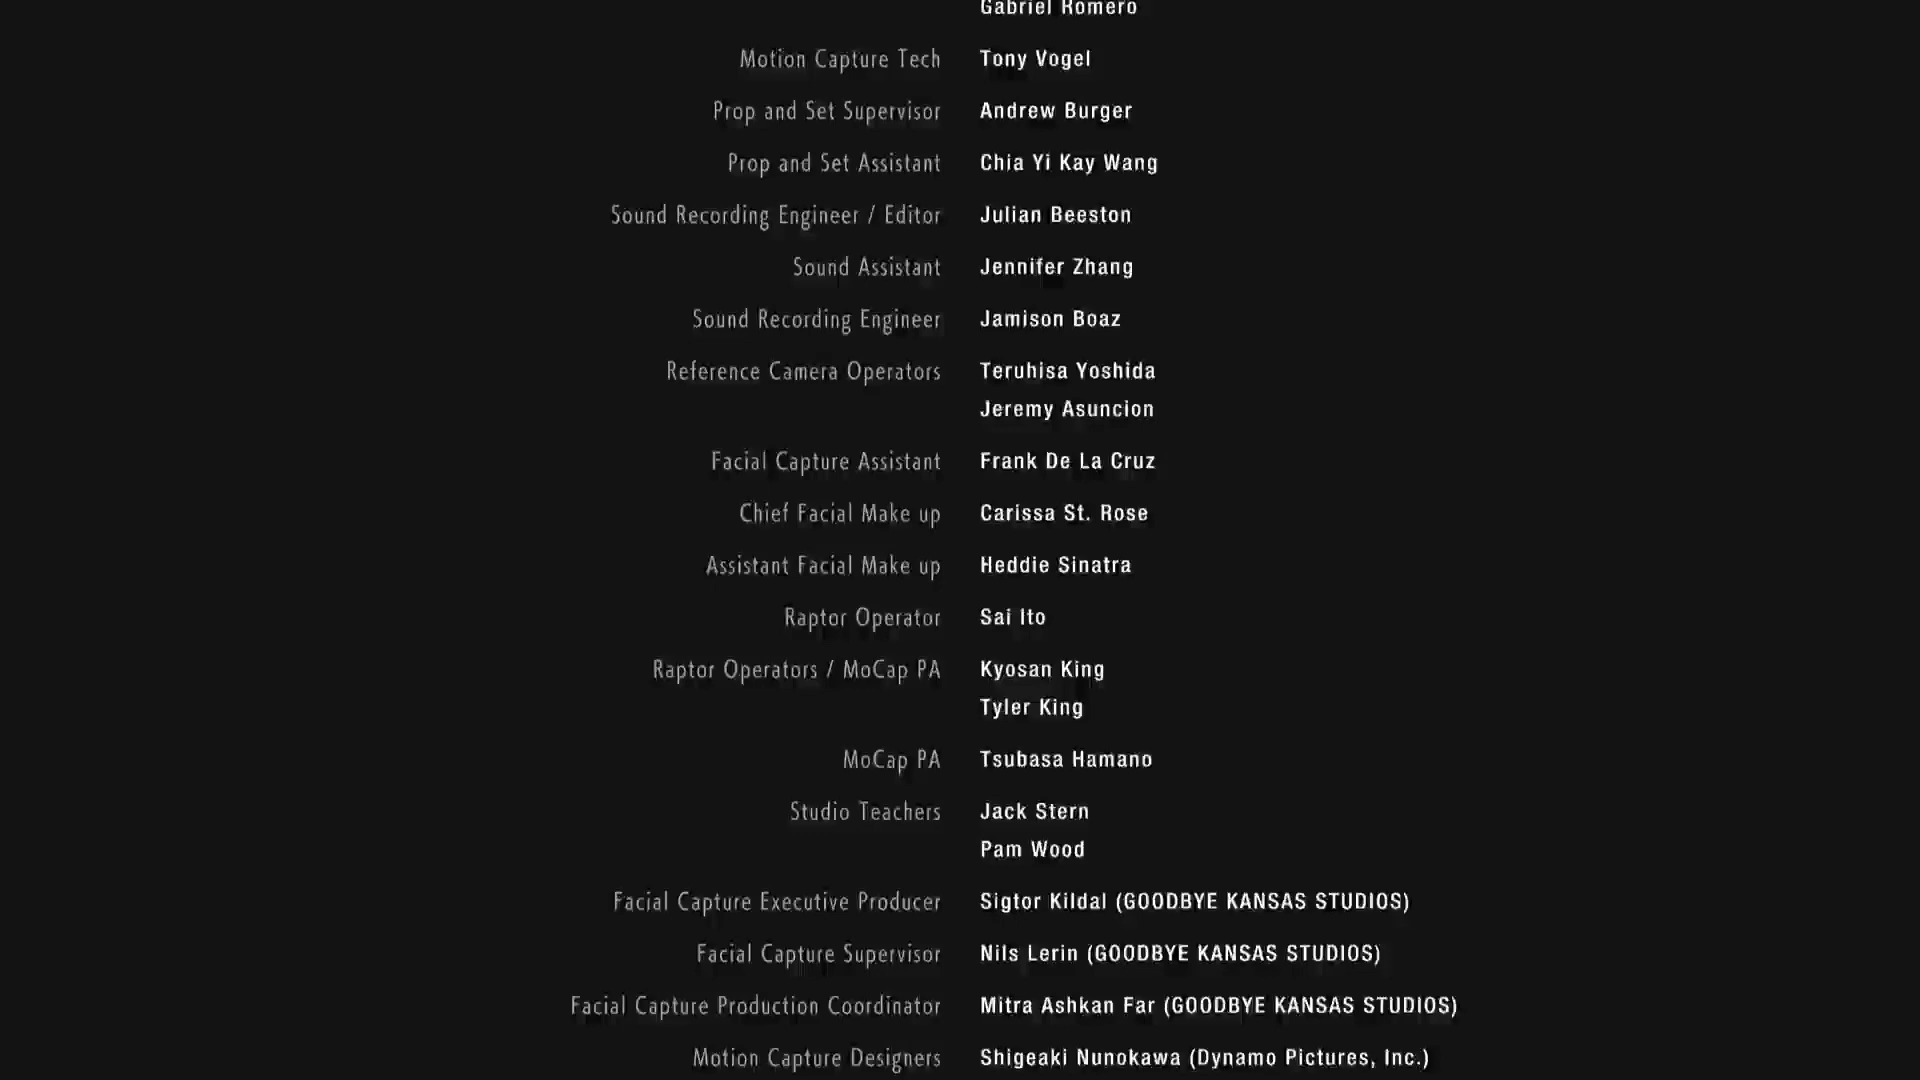 Gabriel Romero
Motion Capture Tech Tony Vogel
Prop and Set Supervisor Andrew Burger
Prop and Set Assistant Chia Yi Kay Wang
Sound Recording Engineer / Editor Julian Beeston
Sound Assistant Jennifer Zhang
Sound Recording Engineer Jamison Boaz
Reference Camera Operators Teruhisa Yoshida
Jeremy Asuncion
Facial Capture Assistant Frank De La Cruz
Chief Facial Make up Carissa St. Rose
Assistant Facial Make up Heddie Sinatra
Raptor Operator Sai Ito
Raptor Operators / MoCap PA Kyosan King
Tyler King
MoCap PA Tsubasa Hamano
Studio Teachers Jack Stern
Pam Wood
Facial Capture Executive Producer Sigtor Kildal (GOODBYE KANSAS STUDIOS)
Facial Capture Supervisor Nils Lerin (GOODBYE KANSAS STUDIOS)
Facial Capture Production Coordinator Mitra Ashkan Far (GOODBYE KANSAS STUDIOS)
Motion Capture Designers Shigeaki Nunokawa (Dynamo Pictures, Inc.)